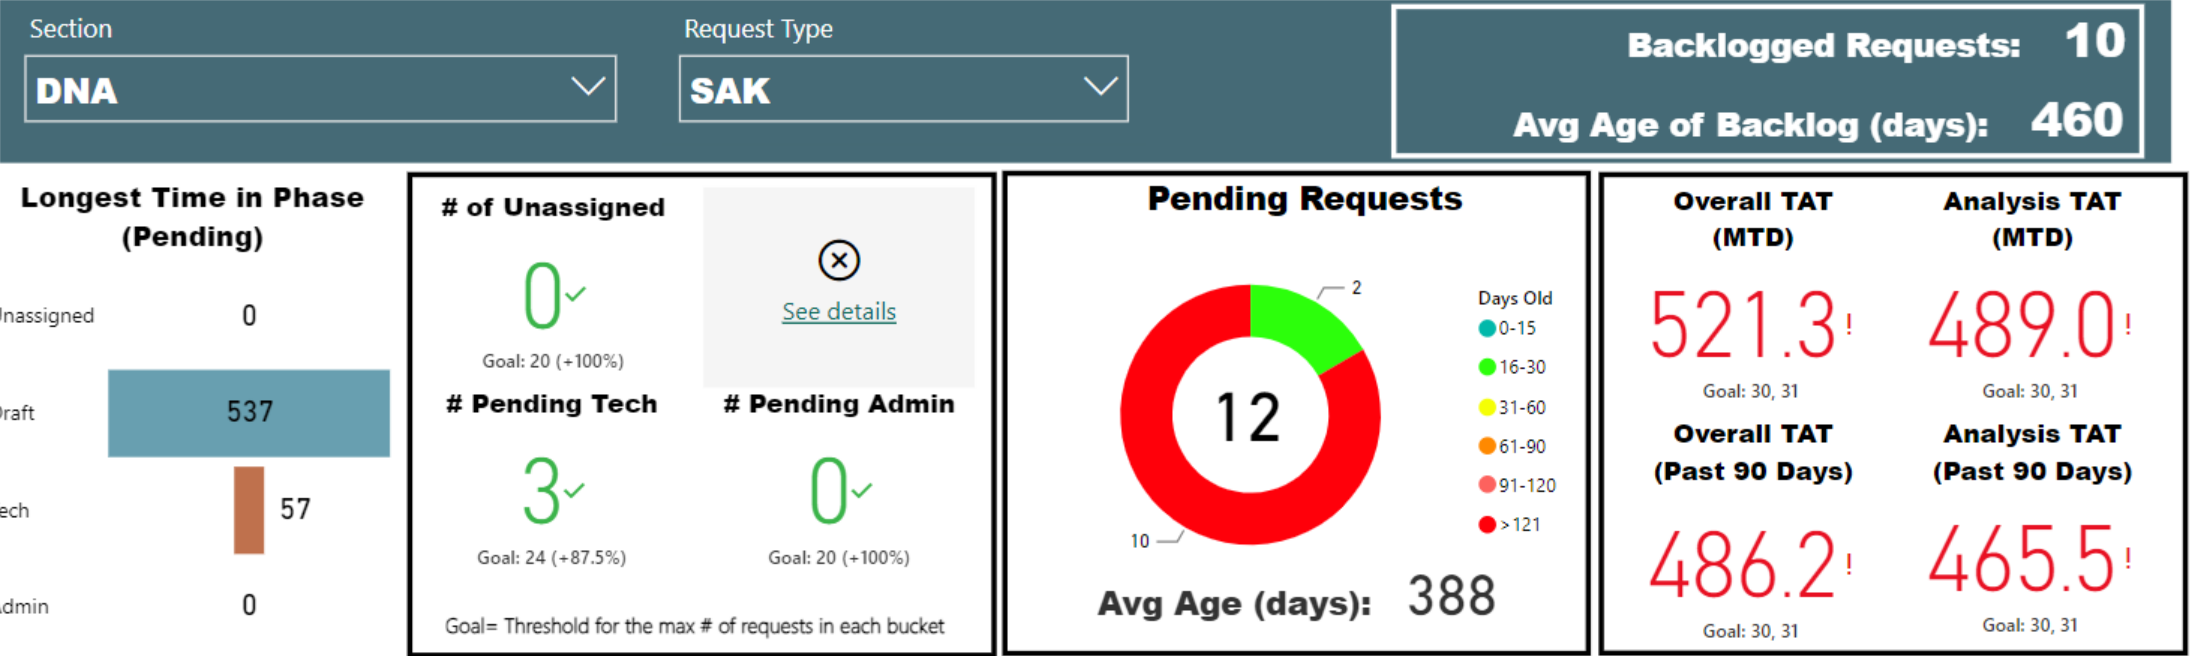 Section
Request Type
DNA
SAK
Backlogged Requests: 10
Avg Age of Backlog (days): 460
Longest Time in Phase
(Pending)
nassigned 0
raft 537
ech 57
dmin 0
# of Unassigned
0
Goal: 20 (+100%)
See details
# Pending Tech
3
Goal: 24 (+87.5%)
# Pending Admin
0
Goal: 20 (+100%)
Goal= Threshold for the max # of requests in each bucket
Pending Requests
2
12
10
Days Old
0-15
16-30
31-60
61-90
91-120
>121
Avg Age (days): 388
Overall TAT
(MTD)
521.3!
Goal: 30, 31
Analysis TAT
(MTD)
489.0!
Goal: 30, 31
Overall TAT
(Past 90 Days)
486.2!
Goal: 30, 31
Analysis TAT
(Past 90 Days)
465.5!
Goal: 30, 31